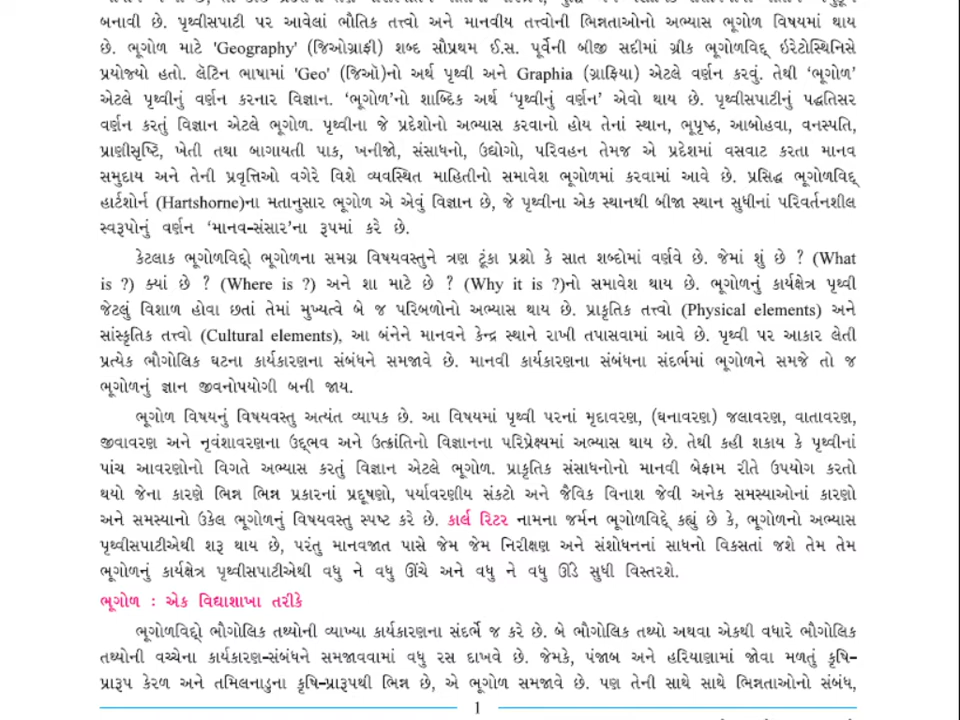 બનાવી છે. પૃથ્વીસપાટી પર આવેલાં ભૌતિક તત્ત્વો અને માનવીય તત્ત્વોની ભિન્નતાઓનો અભ્યાસ ભૂગોળ વિષયમાં થાય
છે. ભૂગોળ માટે 'Geography' (જિઓગ્રાફી) શબ્દ સૌપ્રથમ ઈ.સ. પૂર્વેની બીજી સદીમાં ગ્રીક ભૂગોળવિદ્ ઇરેટોસ્થિનિસે
પ્રયોજ્યો હતો. લૅટિન ભાષામાં 'Geo' (જિઑ)નો અર્થ પૃથ્વી અને Graphia (ગ્રાફિયા) એટલે વર્ણન કરવું. તેથી ‘ભૂગોળ’
એટલે પૃથ્વીનું વર્ણન કરનાર વિજ્ઞાન. ‘ભૂગોળ’નો શાબ્દિક અર્થ ‘પૃથ્વીનું વર્ણન’ એવો થાય છે. પૃથ્વીસપાટીનું પદ્ધતિસર
વર્ણન કરતું વિજ્ઞાન એટલે ભૂગોળ. પૃથ્વીના જે પ્રદેશોનો અભ્યાસ કરવાનો હોય તેનાં સ્થાન, ભૂપૃષ્ઠ, આબોહવા, વનસ્પતિ,
પ્રાણીસૃષ્ટિ, ખેતી તથા બાગાયતી પાક, ખનીજો, સંસાધનો, ઉદ્યોગો, પરિવહન તેમજ એ પ્રદેશમાં વસવાટ કરતા માનવ
સમુદાય અને તેની પ્રવૃત્તિઓ વગેરે વિશે વ્યવસ્થિત માહિતીનો સમાવેશ ભૂગોળમાં કરવામાં આવે છે. પ્રસિદ્ધ ભૂગોળવિદ્
હાર્ટશોર્ન (Hartshorne)ના મતાનુસાર ભૂગોળ એ એવું વિજ્ઞાન છે, જે પૃથ્વીના એક સ્થાનથી બીજા સ્થાન સુધીનાં પરિવર્તનશીલ
સ્વરૂપોનું વર્ણન ‘માનવ-સંસાર’ના રૂપમાં કરે છે.
કેટલાક ભૂગોળવિદ્દો ભૂગોળના સમગ્ર વિષયવસ્તુને ત્રણ ટૂંકા પ્રશ્નો કે સાત શબ્દોમાં વર્ણવે છે. જેમાં શું છે ? (What
is ?) ક્યાં છે ? (Where is ?) અને શા માટે છે ? (Why it is ?)નો સમાવેશ થાય છે. ભૂગોળનું કાર્યક્ષેત્ર પૃથ્વી
જેટલું વિશાળ હોવા છતાં તેમાં મુખ્યત્વે બે જ પરિબળોનો અભ્યાસ થાય છે. પ્રાકૃતિક તત્ત્વો (Physical elements) અને
સાંસ્કૃતિક તત્ત્વો (Cultural elements), આ બંનેને માનવને કેન્દ્ર સ્થાને રાખી તપાસવામાં આવે છે. પૃથ્વી પર આકાર લેતી
પ્રત્યેક ભૌગોલિક ઘટના કાર્યકારણના સંબંધને સમજાવે છે. માનવી કાર્યકારણના સંબંધના સંદર્ભમાં ભૂગોળને સમજે તો જ
ભૂગોળનું જ્ઞાન જીવનોપયોગી બની જાય.
ભૂગોળ વિષયનું વિષયવસ્તુ અત્યંત વ્યાપક છે. આ વિષયમાં પૃથ્વી પરનાં મૃદાવરણ, (ઘનાવરણ) જલાવરણ, વાતાવરણ,
જીવાવરણ અને નૃવંશાવરણના ઉદ્ભવ અને ઉત્ક્રાંતિનો વિજ્ઞાનના પરિપ્રેક્ષ્યમાં અભ્યાસ થાય છે. તેથી કહી શકાય કે પૃથ્વીનાં
પાંચ આવરણોનો વિગતે અભ્યાસ કરતું વિજ્ઞાન એટલે ભૂગોળ. પ્રાકૃતિક સંસાધનોનો માનવી બેફામ રીતે ઉપયોગ કરતો
થયો જેના કારણે ભિન્ન ભિન્ન પ્રકારનાં પ્રદૂષણો, પર્યાવરણીય સંકટો અને જૈવિક વિનાશ જેવી અનેક સમસ્યાઓનાં કારણો
અને સમસ્યાનો ઉકેલ ભૂગોળનું વિષયવસ્તુ સ્પષ્ટ કરે છે. કાર્લ રિટર નામના જર્મન ભૂગોળવિદ્દે કહ્યું છે કે, ભૂગોળનો અભ્યાસ
પૃથ્વીસપાટીએથી શરૂ થાય છે, પરંતુ માનવજાત પાસે જેમ જેમ નિરીક્ષણ અને સંશોધનનાં સાધનો વિકસતાં જશે તેમ તેમ
ભૂગોળનું કાર્યક્ષેત્ર પૃથ્વીસપાટીએથી વધુ ને વધુ ઊંચે અને વધુ ને વધુ ઊંડે સુધી વિસ્તરશે.
ભૂગોળ : એક વિદ્યાશાખા તરીકે
ભૂગોળવિદ્દો ભૌગોલિક તથ્યોની વ્યાખ્યા કાર્યકારણના સંદર્ભે જ કરે છે. બે ભૌગોલિક તથ્યો અથવા એકથી વધારે ભૌગોલિક
તથ્યોની વચ્ચેના કાર્યકારણ-સંબંધને સમજાવવામાં વધુ રસ દાખવે છે. જેમકે, પંજાબ અને હરિયાણામાં જોવા મળતું કૃષિ-
પ્રારૂપ કેરળ અને તમિલનાડુના કૃષિ-પ્રારૂપથી ભિન્ન છે, એ ભૂગોળ સમજાવે છે. પણ તેની સાથે સાથે ભિન્નતાઓનો સંબંધ,
1